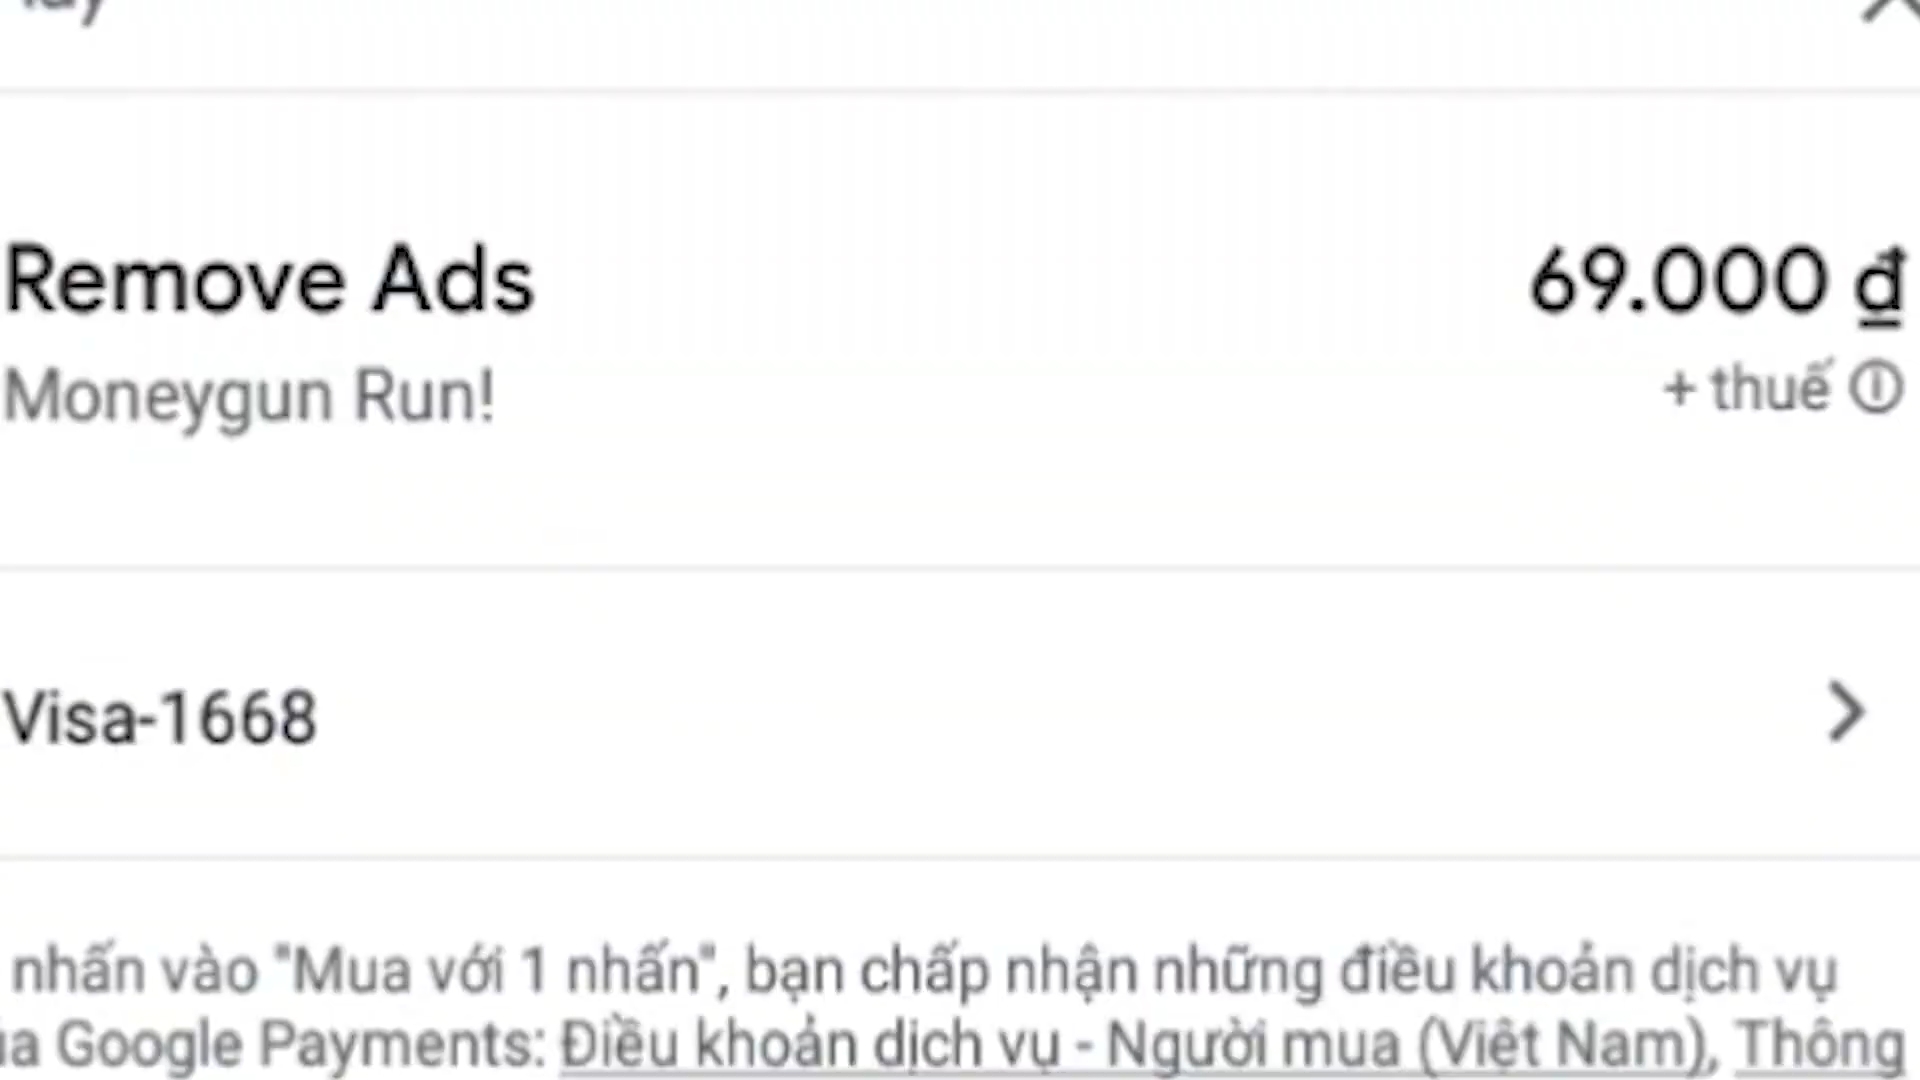 Remove Ads
69.000 đ
Moneygun Run!
+ thuế
Visa-1668
nhấn vào "Mua với 1 nhấn", bạn chấp nhận những điều khoản dịch vụ
Google Payments: Điều khoản dịch vụ - Người mua (Việt Nam), Thông